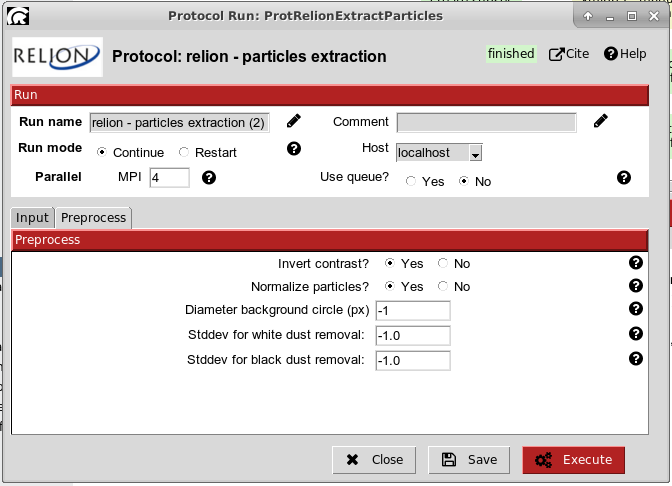 Protocol Run: ProtRelionExtractParticles
RELION
Protocol: relion - particles extraction
finished
Cite
Help
Run
Run name relion - particles extraction (2) Comment
Run mode Continue Restart Host localhost
Parallel MPI 4 Use queue? Yes No
Input Preprocess
Preprocess
Invert contrast? Yes No
Normalize particles? Yes No
Diameter background circle (px) -1
Stddev for white dust removal: -1.0
Stddev for black dust removal: -1.0
Close Save Execute